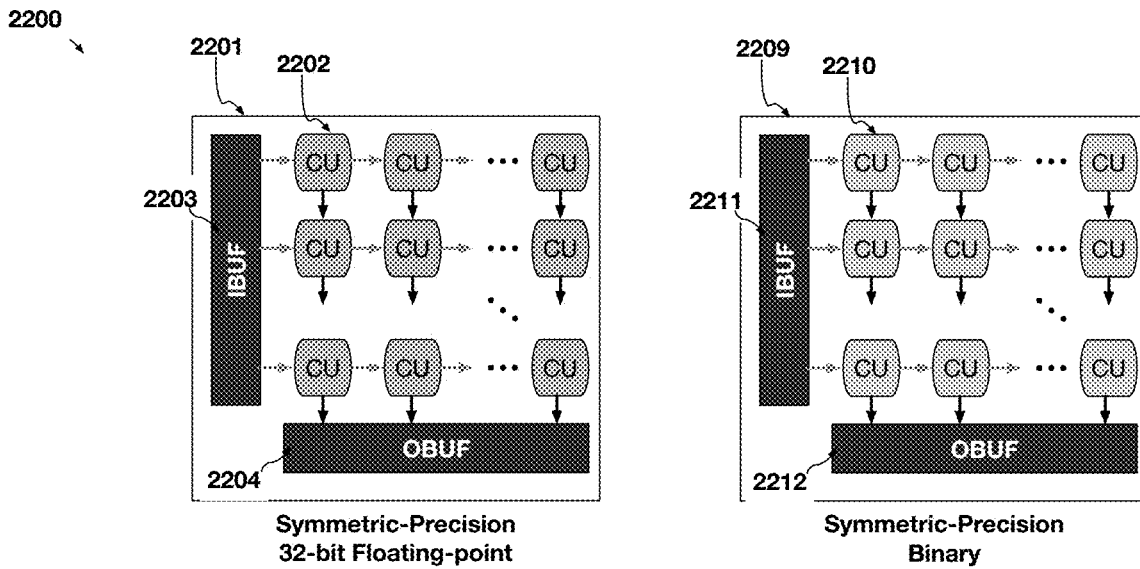 2200
2201
2202
2209
2210
CU CU ••• CU
CU CU ••• CU
2203
2211
IBUF
IBUF
CU CU ••• CU
CU CU ••• CU
CU CU ••• CU
CU CU ••• CU
OBUF
OBUF
2204
2212
Symmetric-Precision
32-bit Floating-point
Symmetric-Precision
Binary